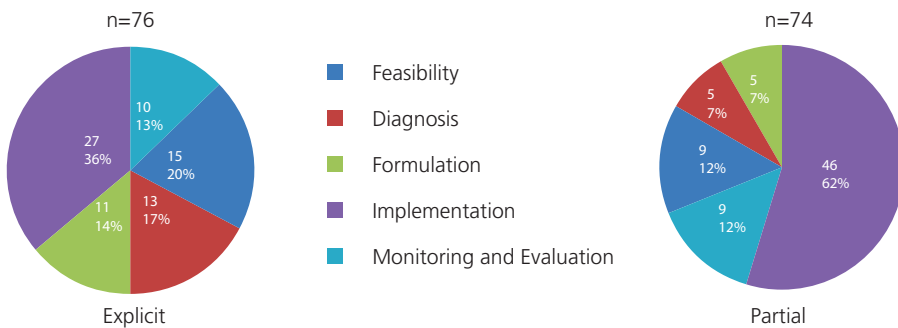 n=76
10
13%
15
20%
13
17%
11
14%
27
36%
Explicit
Feasibility
Diagnosis
Formulation
Implementation
Monitoring and Evaluation
n=74
46
62%
9
12%
9
12%
5
7%
5
7%
Partial